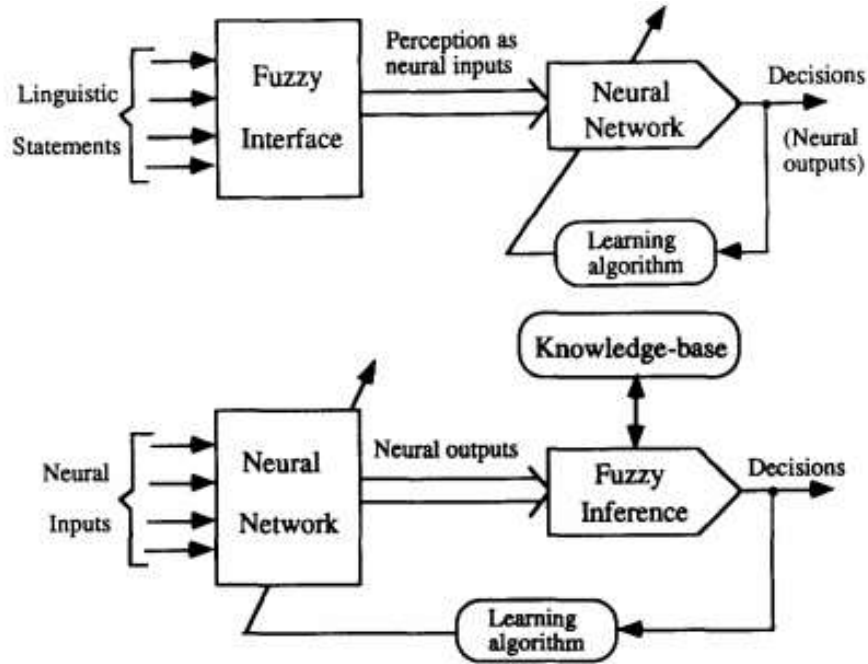 Linguistic
Statements
Fuzzy
Interface
Perception as
neural inputs
Neural
Network
Decisions
(Neural
outputs)
Learning
algorithm
Knowledge-base
Neural
Inputs
Neural
Network
Neural outputs
Fuzzy
Inference
Decisions
Learning
algorithm